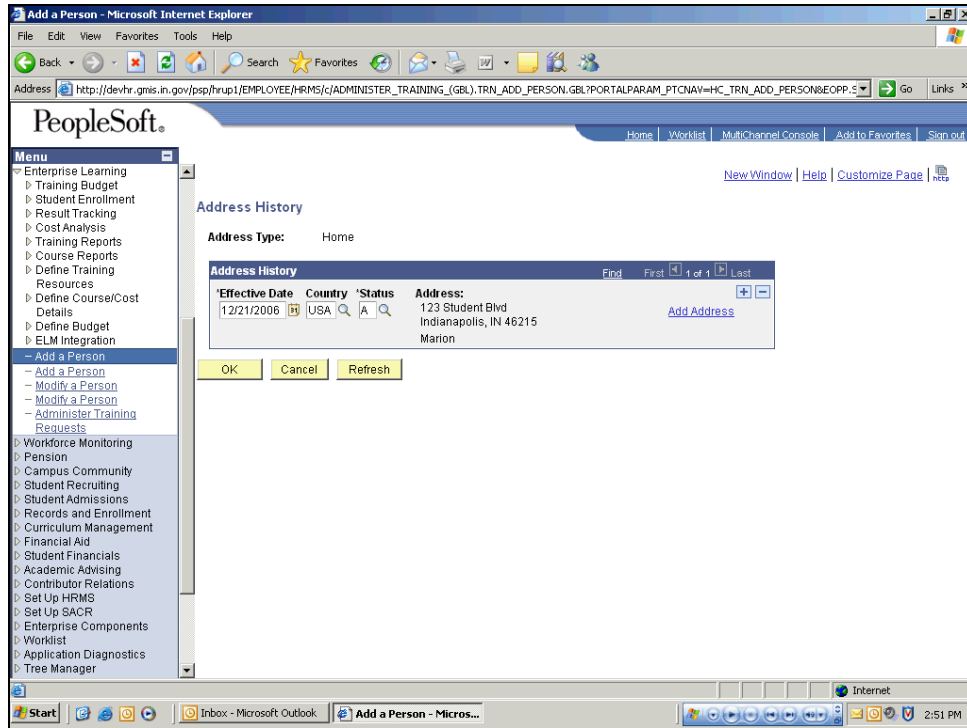 Add a Person - Microsoft Internet Explorer
File Edit View Favorites Tools Help
Back Search Favorites
Address http://devhr.gmis.in.gov/psp/hrup1/EMPLOYEE/HRMS/c/ADMINISTER_TRAINING_(GBL).TRN_ADD_PERSON.GBL?PORTALPARAM_PTCNAV=HC_TRN_ADD_PERSON&EOPP.S Go Links »
PeopleSoft®
Home | Worklist | MultiChannel Console | Add to Favorites | Sign out
Menu
New Window | Help | Customize Page | http
Enterprise Learning
Training Budget
Student Enrollment
Result Tracking
Cost Analysis
Training Reports
Course Reports
Define Training
Resources
Define Course/Cost
Details
Define Budget
ELM Integration
– Add a Person
– Add a Person
– Modify a Person
– Modify a Person
– Administer Training
Requests
Workforce Monitoring
Pension
Campus Community
Student Recruiting
Student Admissions
Records and Enrollment
Curriculum Management
Financial Aid
Student Financials
Academic Advising
Contributor Relations
Set Up HRMS
Set Up SACR
Enterprise Components
Worklist
Application Diagnostics
Tree Manager
Address History
Address Type: Home
Address History Find First 1 of 1 Last
*Effective Date Country *Status Address:
12/21/2006 USA A 123 Student Blvd Add Address
Indianapolis, IN 46215
Marion
OK Cancel Refresh
Internet
Start Inbox - Microsoft Outlook Add a Person - Micros... 2:51 PM